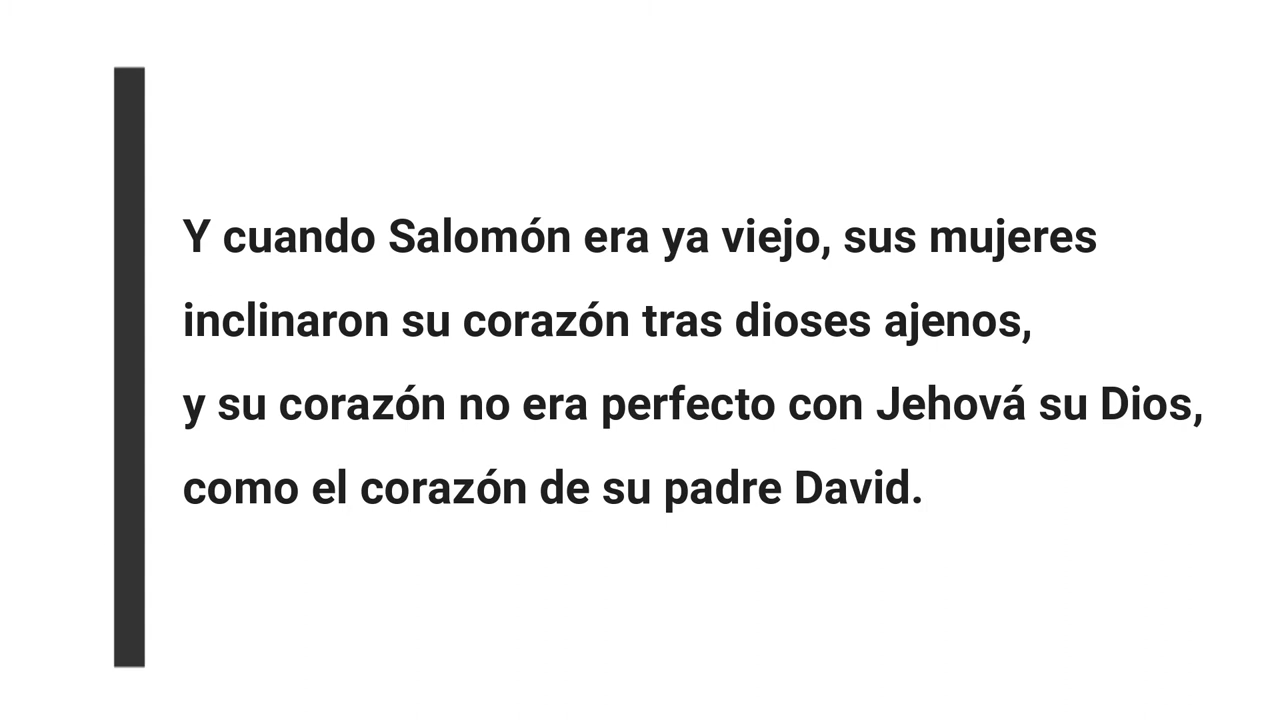 Y cuando Salomón era ya viejo, sus mujeres
inclinaron su corazón tras dioses ajenos,
y su corazón no era perfecto con Jehová su Dios,
como el corazón de su padre David.